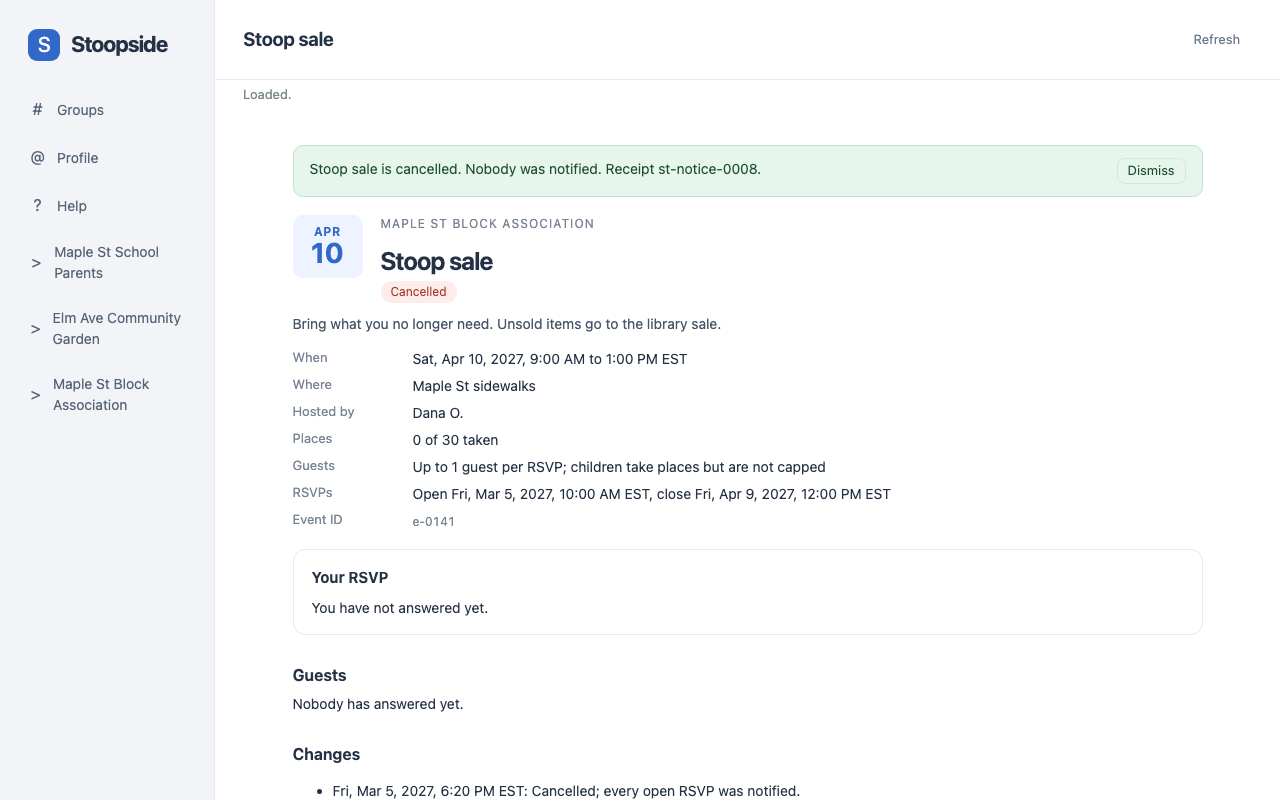 S Stoopside
# Groups
@ Profile
? Help
> Maple St School
Parents
> Elm Ave Community
Garden
> Maple St Block
Association
Stoop sale
Refresh
Loaded.
Stoop sale is cancelled. Nobody was notified. Receipt st-notice-0008.
Dismiss
APR
10
MAPLE ST BLOCK ASSOCIATION
Stoop sale
Cancelled
Bring what you no longer need. Unsold items go to the library sale.
When Sat, Apr 10, 2027, 9:00 AM to 1:00 PM EST
Where Maple St sidewalks
Hosted by Dana O.
Places 0 of 30 taken
Guests Up to 1 guest per RSVP; children take places but are not capped
RSVPs Open Fri, Mar 5, 2027, 10:00 AM EST, close Fri, Apr 9, 2027, 12:00 PM EST
Event ID e-0141
Your RSVP
You have not answered yet.
Guests
Nobody has answered yet.
Changes
• Fri, Mar 5, 2027, 6:20 PM EST: Cancelled; every open RSVP was notified.